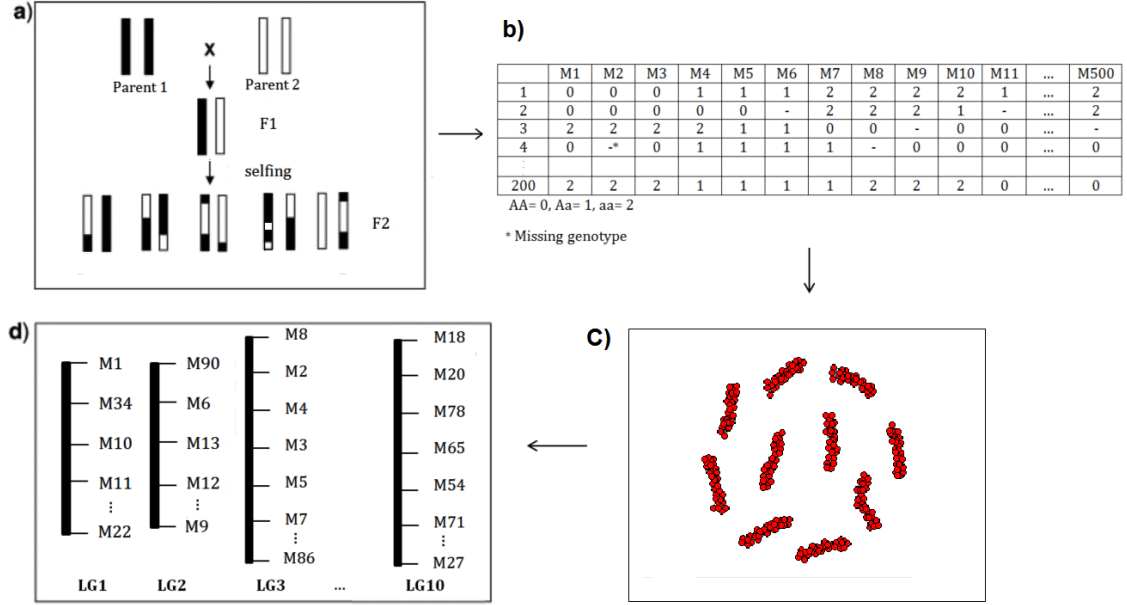 a)
Parent 1
X
Parent 2
F1
selfing
F2
b)
M1 M2 M3 M4 M5 M6 M7 M8 M9 M10 M11 ... M500
1 0 0 0 1 1 1 2 2 2 2 1 ... 2
2 0 0 0 0 0 - 2 2 2 1 - ... 2
3 2 2 2 2 1 1 0 0 - 0 0 ... -
4 0 -* 0 1 1 1 1 - 0 0 0 ... 0
⋮
200 2 2 2 1 1 1 1 2 2 2 0 ... 0
AA= 0, Aa= 1, aa= 2
* Missing genotype
C)
d)
M1
M34
M10
M11
⋮
M22
LG1
M90
M6
M13
M12
⋮
M9
LG2
M8
M2
M4
M3
M5
M7
⋮
M86
LG3
...
M18
M20
M78
M65
M54
M71
⋮
M27
LG10